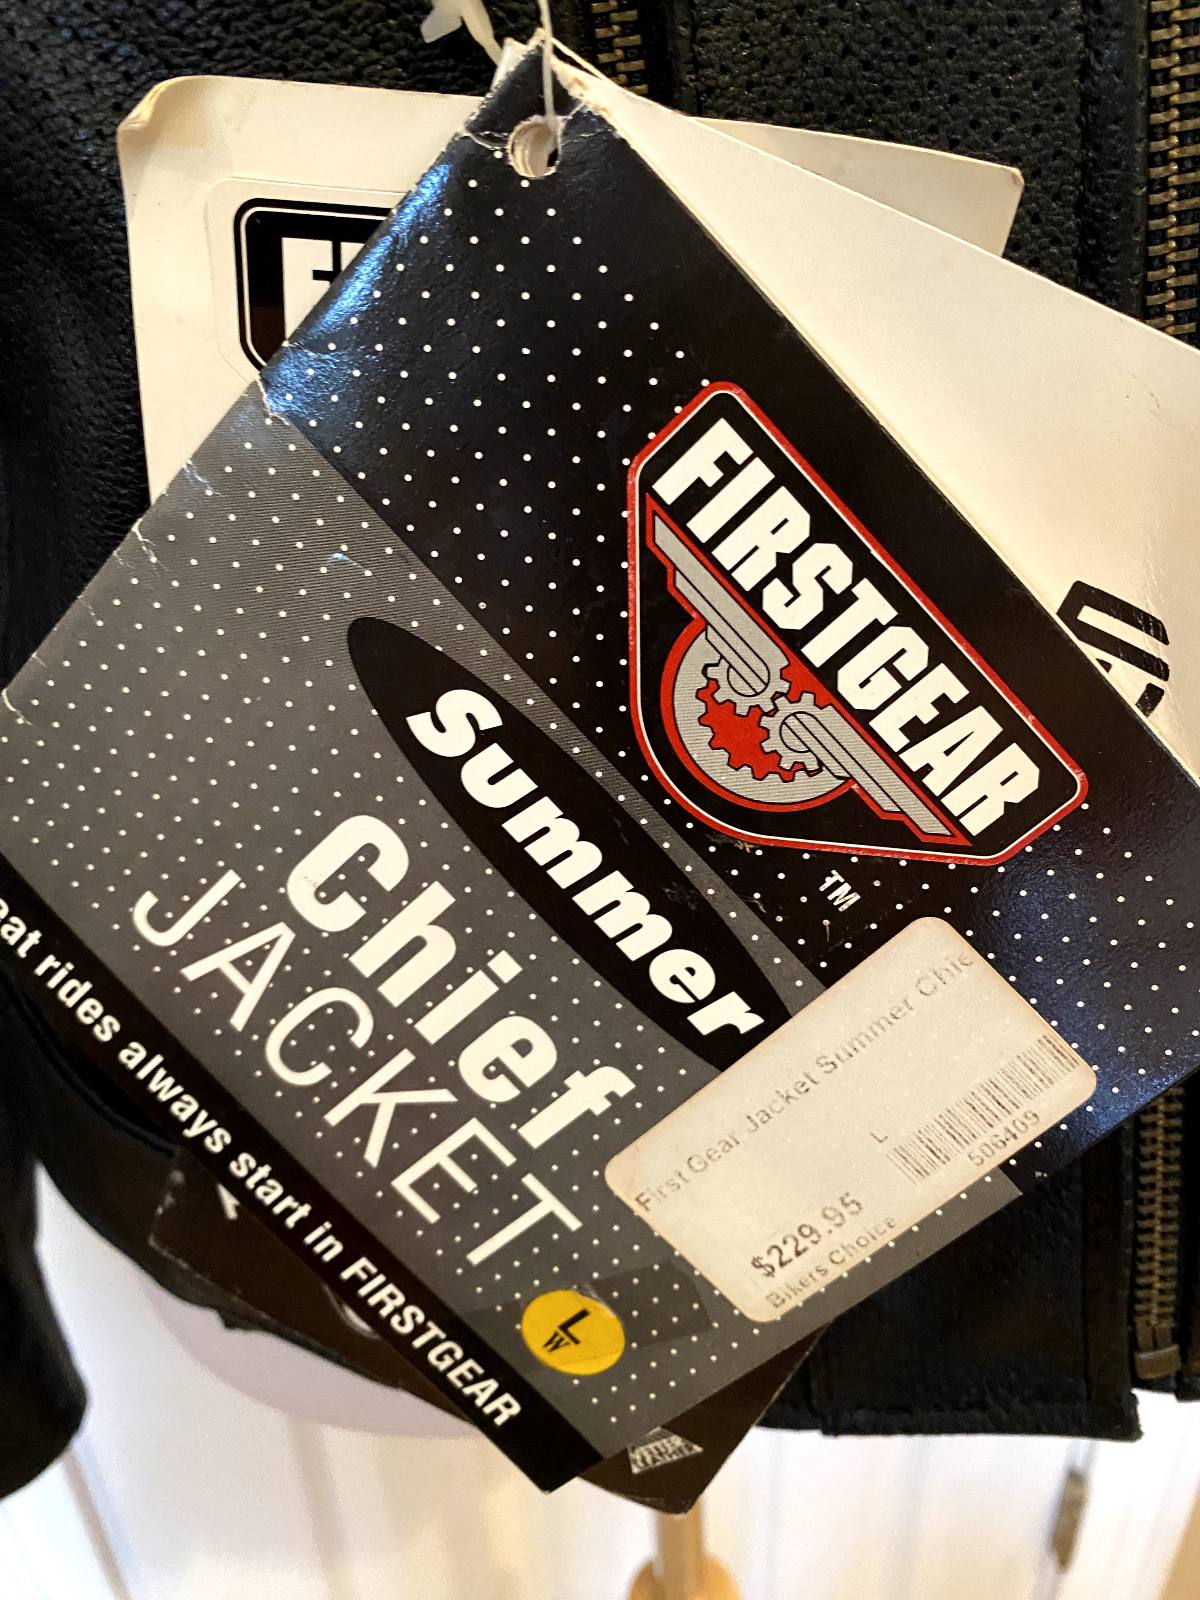 FIRSTGEAR
TM
Summer
Chief
JACKET
rides always start in FIRSTGEAR
First Gear Jacket Summer Chie
L
506409
$229.95
Bikers Choice
L
W